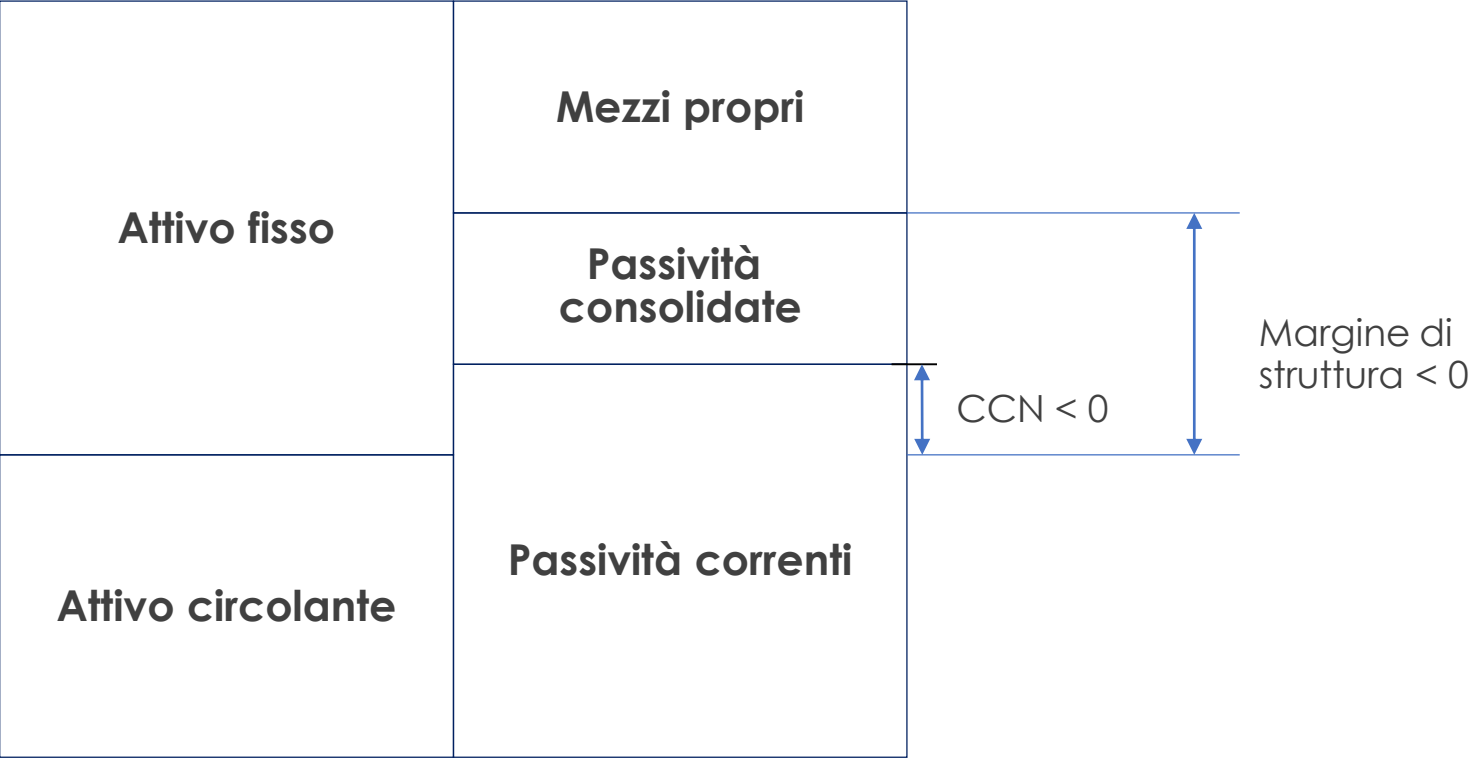 Mezzi propri
Attivo fisso
Passività
consolidate
Margine di
struttura < 0
CCN < 0
Passività correnti
Attivo circolante